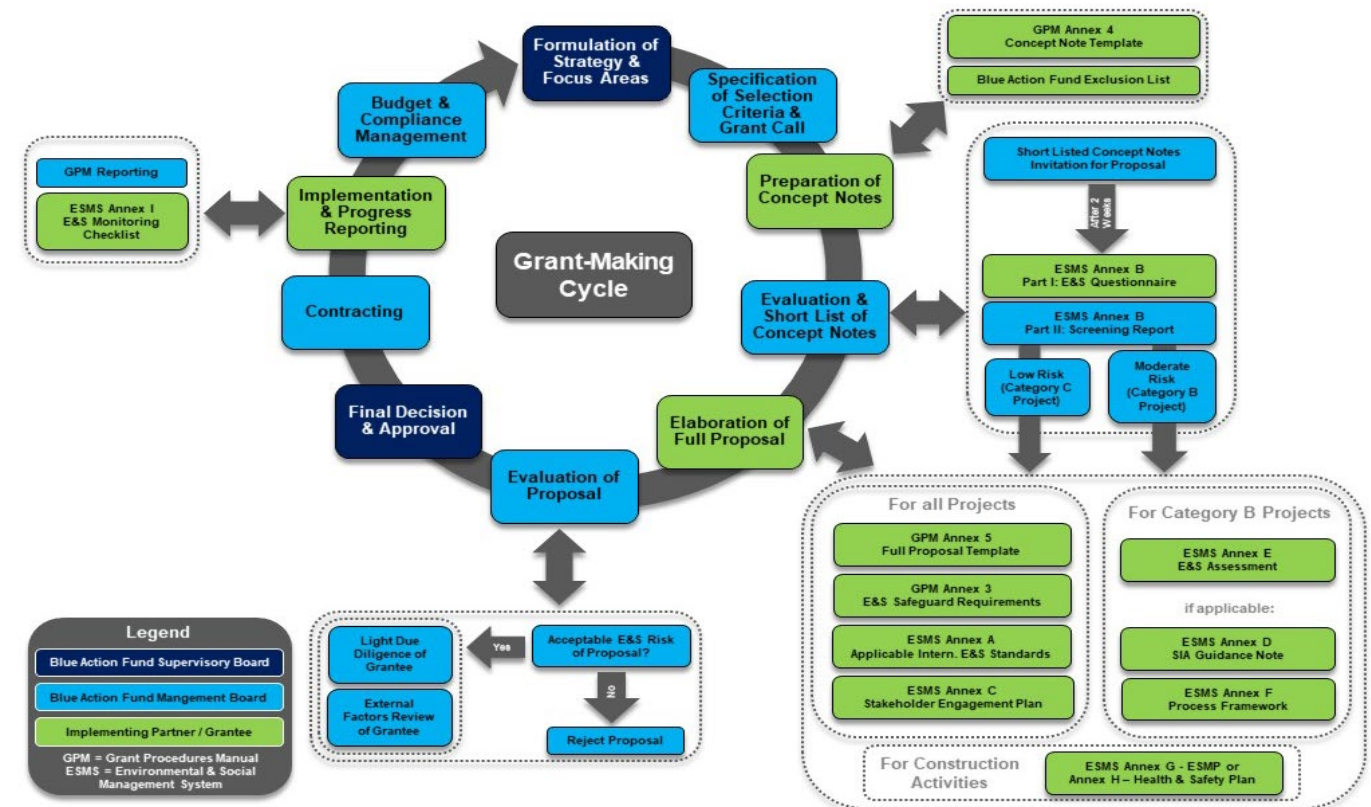 Formulation of
Strategy &
Focus Areas
Specification
of Selection
Criteria &
Grant Call
Preparation of
Concept Notes
Evaluation &
Short List of
Concept Notes
Elaboration of
Full Proposal
Evaluation of
Proposal
Final Decision
& Approval
Contracting
Implementation
& Progress
Reporting
Budget &
Compliance
Management
Grant-Making
Cycle
GPM Annex 4
Concept Note Template
Blue Action Fund Exclusion List
Short Listed Concept Notes
Invitation for Proposal
After 2
Weeks
ESMS Annex B
Part I: E&S Questionnaire
ESMS Annex B
Part II: Screening Report
Low Risk
(Category C
Project)
Moderate
Risk
(Category B
Project)
For all Projects
GPM Annex 5
Full Proposal Template
GPM Annex 3
E&S Safeguard Requirements
ESMS Annex A
Applicable Intern. E&S Standards
ESMS Annex C
Stakeholder Engagement Plan
For Category B Projects
ESMS Annex E
E&S Assessment
if applicable:
ESMS Annex D
SIA Guidance Note
ESMS Annex F
Process Framework
For Construction
Activities
ESMS Annex G - ESMP or
Annex H – Health & Safety Plan
Acceptable E&S Risk
of Proposal?
Yes
No
Light Due
Diligence of
Grantee
External
Factors Review
of Grantee
Reject Proposal
GPM Reporting
ESMS Annex I
E&S Monitoring
Checklist
Legend
Blue Action Fund Supervisory Board
Blue Action Fund Mangement Board
Implementing Partner / Grantee
GPM = Grant Procedures Manual
ESMS = Environmental & Social
Management System